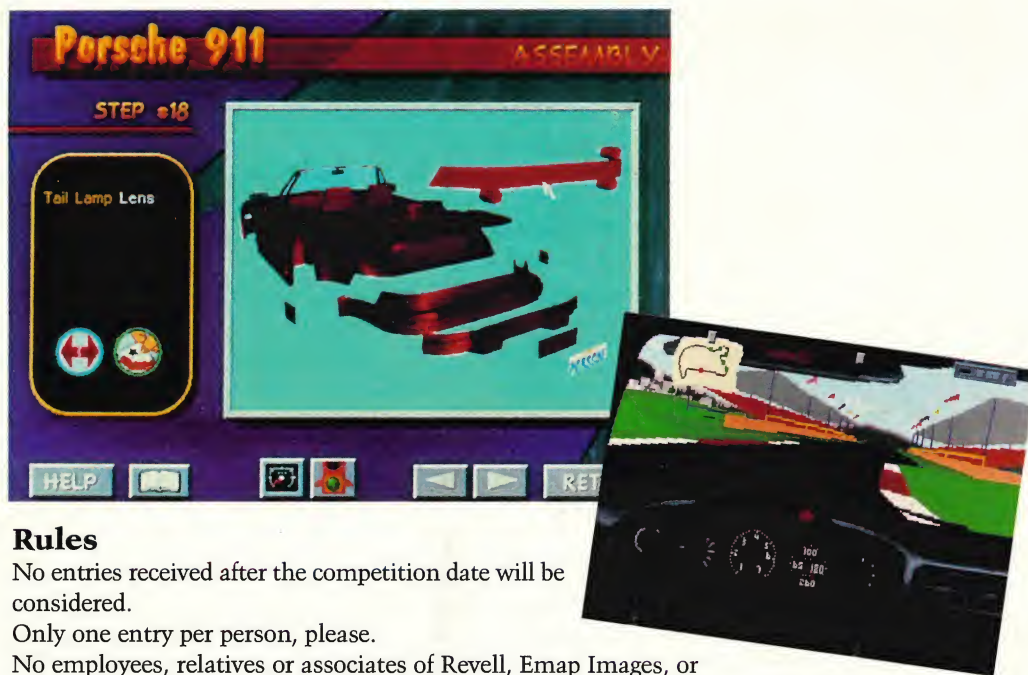 Porsche 911
ASSEMBLY
STEP #18
Tail Lamp Lens
HELP
RET
Rules
No entries received after the competition date will be
considered.
Only one entry per person, please.
No employees, relatives or associates of Revell, Emap Images, or